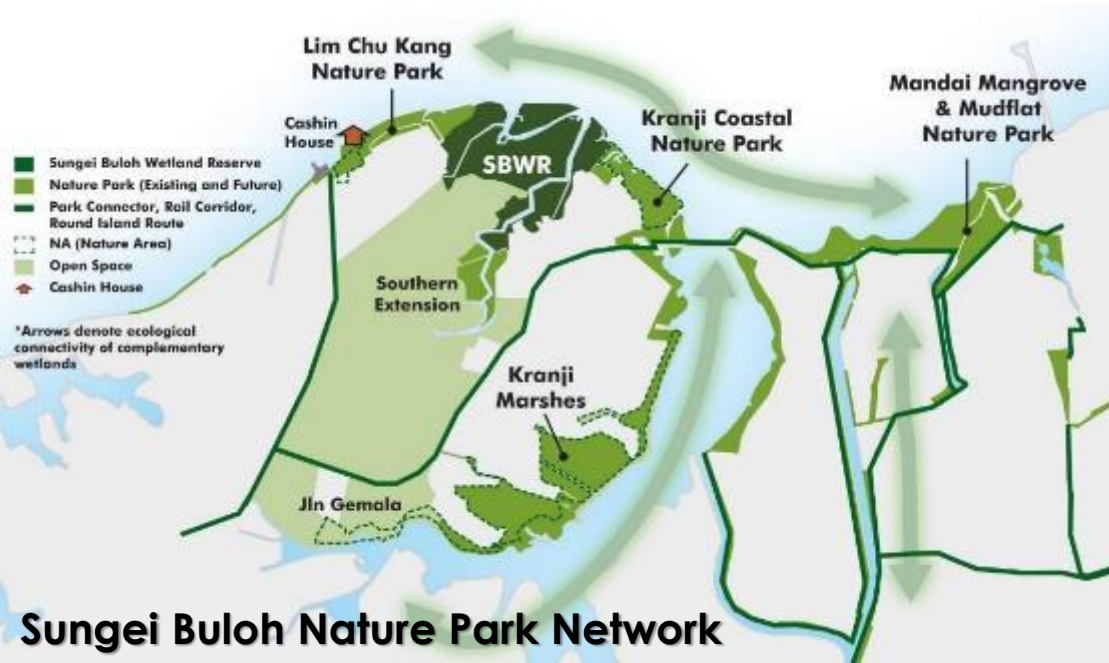 Lim Chu Kang
Nature Park
Mandai Mangrove
& Mudflat
Nature Park
Cashin
House
Kranji Coastal
Nature Park
SBWR
Sungei Buloh Wetland Reserve
Nature Park (Existing and Future)
Park Connector, Rail Corridor,
Round Island Route
NA (Nature Area)
Open Space
Cashin House
*Arrows denote ecological
connectivity of complementary
wetlands
Southern
Extension
Kranji
Marshes
Jln Gemala
Sungei Buloh Nature Park Network